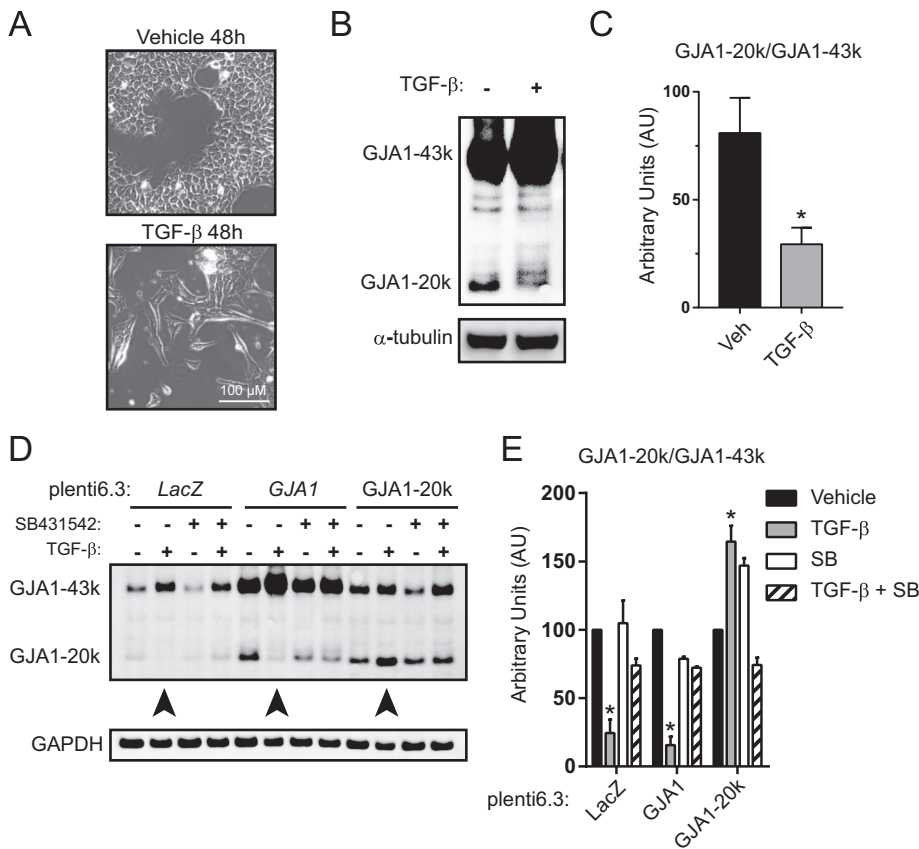 A
Vehicle 48h
TGF-β 48h
100 µM
B
TGF-β: - +
GJA1-43k
GJA1-20k
α-tubulin
C
GJA1-20k/GJA1-43k
Arbitrary Units (AU)
100
50
0
*
Veh
TGF-β
D
plenti6.3: LacZ GJA1 GJA1-20k
SB431542: - - + + - - + + - - + +
TGF-β: - + - + - + - + - + - +
GJA1-43k
GJA1-20k
GAPDH
E
GJA1-20k/GJA1-43k
Arbitrary Units (AU)
200
150
100
50
0
*
*
*
Vehicle
TGF-β
SB
TGF-β + SB
plenti6.3: LacZ GJA1 GJA1-20k